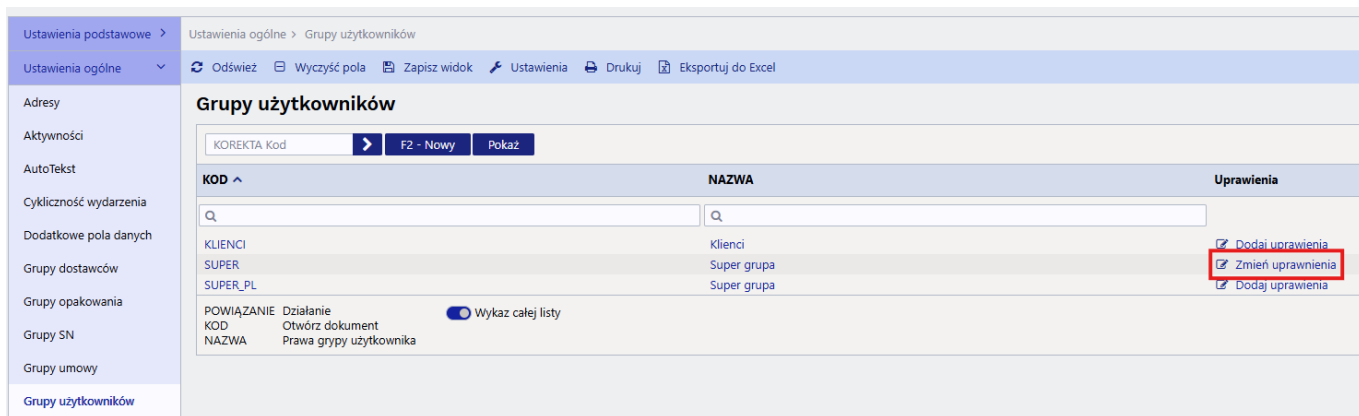 Ustawienia podstawowe
Ustawienia ogólne > Grupy użytkowników
Ustawienia ogólne
Odśwież Wyczyść pola Zapisz widok Ustawienia Drukuj Eksportuj do Excel
Adresy
Aktywności
AutoTekst
Cykliczność wydarzenia
Dodatkowe pola danych
Grupy dostawców
Grupy opakowania
Grupy SN
Grupy umowy
Grupy użytkowników
Grupy użytkowników
KOREKTA Kod F2 - Nowy Pokaż
KOD NAZWA Uprawienia
KLIENCI Klienci Dodaj uprawienia
SUPER Super grupa Zmień uprawnienia
SUPER_PL Super grupa Dodaj uprawienia
POWIĄZANIE Działanie Wykaz całej listy
KOD Otwórz dokument
NAZWA Prawa grypy użytkownika